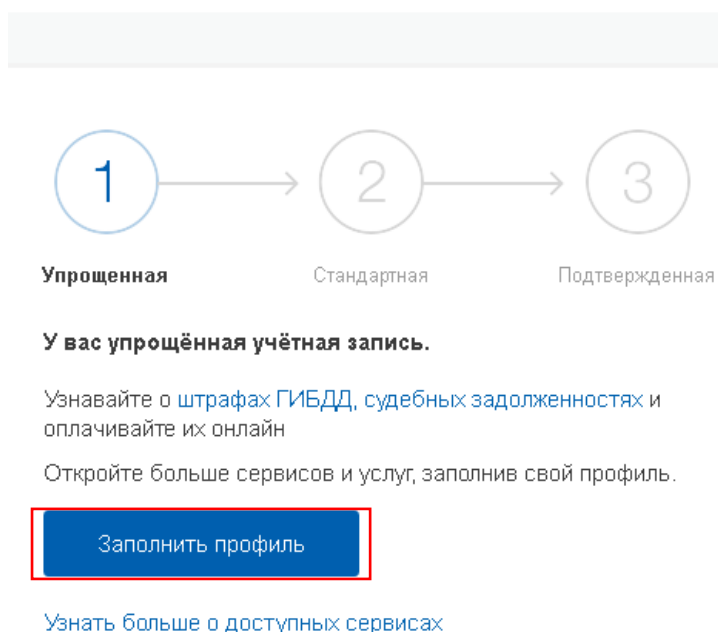 1 2 3
Упрощенная Стандартная Подтвержденная
У вас упрощённая учётная запись.
Узнавайте о штрафах ГИБДД, судебных задолженностях и
оплачивайте их онлайн
Откройте больше сервисов и услуг, заполнив свой профиль.
Заполнить профиль
Узнать больше о доступных сервисах